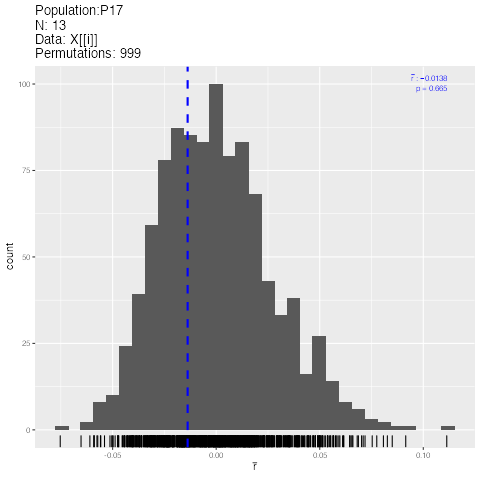 Population:P17
N: 13
Data: X[[i]]
Permutations: 999
r̄ : −0.0138
p = 0.665
100
75
50
25
0
count
-0.05 0.00 0.05 0.10
r̄